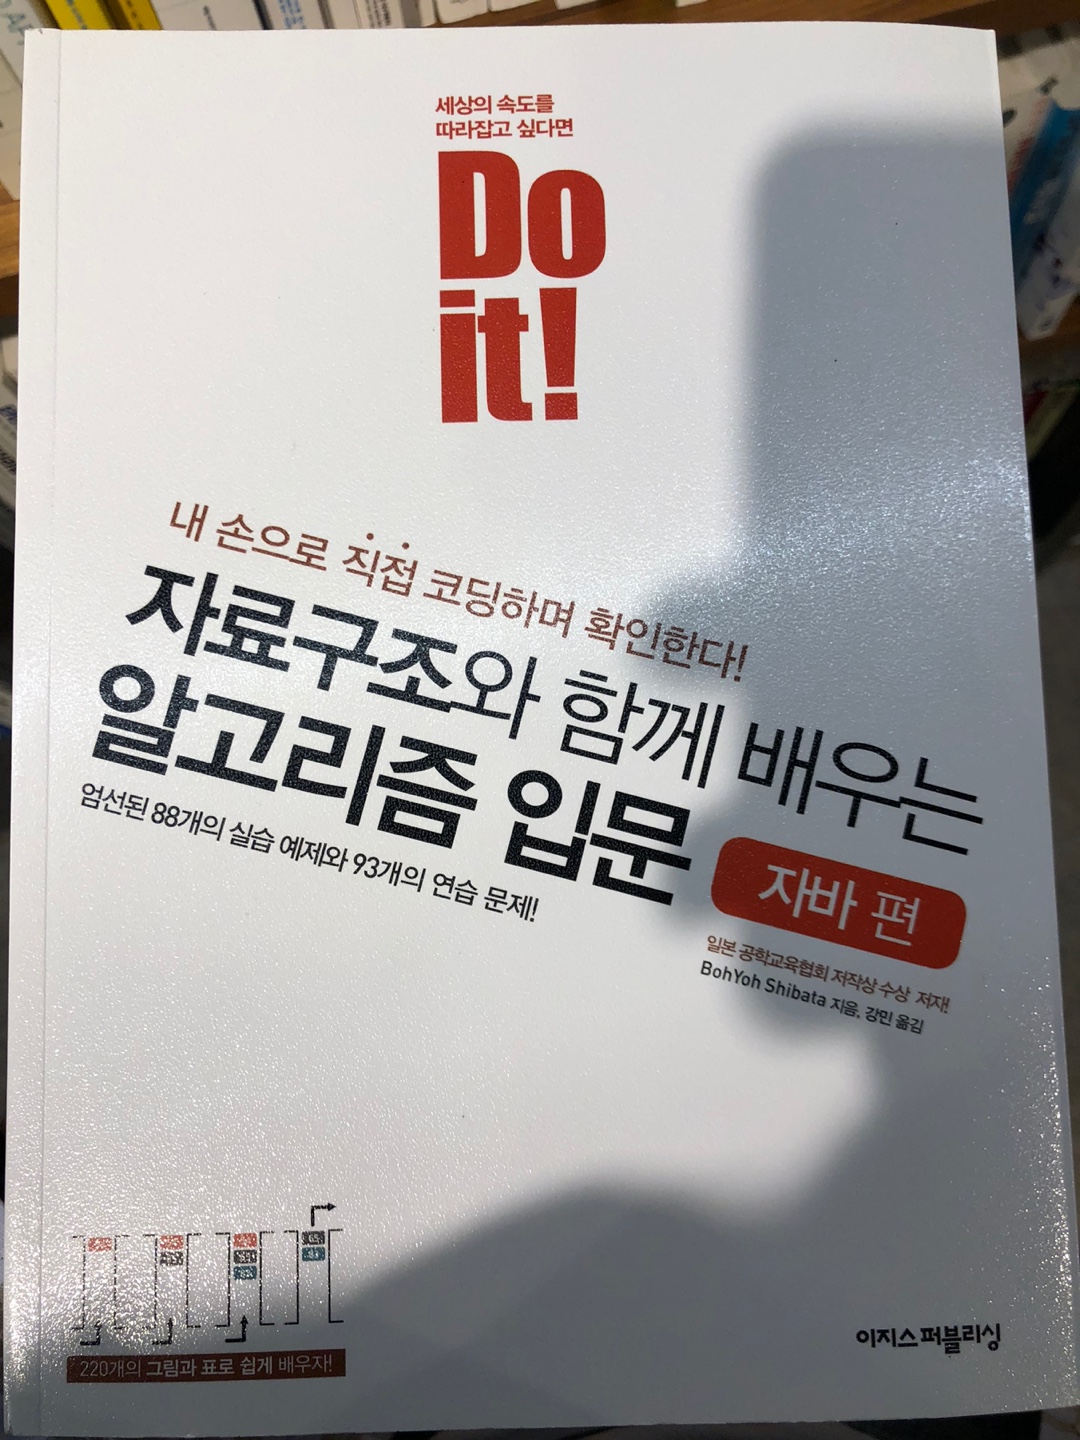 세상의 속도를
따라잡고 싶다면
Do
it!
내 손으로 직접 코딩하며 확인한다!
자료구조와 함께 배우는
알고리즘 입문
자바 편
엄선된 88개의 실습 예제와 93개의 연습 문제!
일본 공학교육협회 저작상 수상 저자!
BohYoh Shibata 지음, 강민 옮김
220개의 그림과 표로 쉽게 배우자!
이지스퍼블리싱